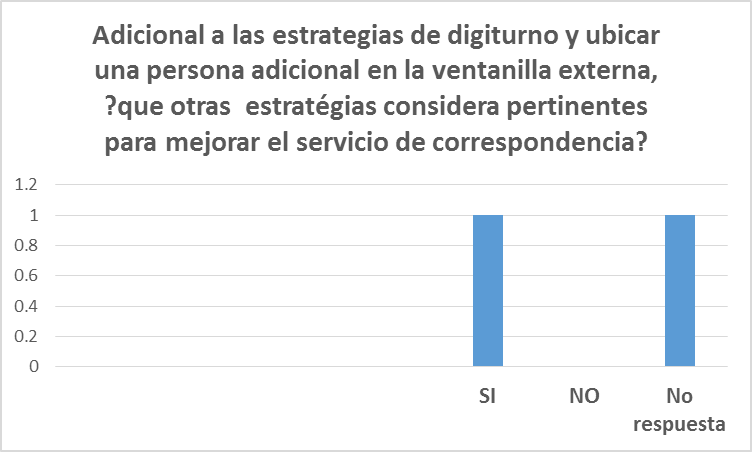 Adicional a las estrategias de digiturno y ubicar
una persona adicional en la ventanilla externa,
?que otras estratégias considera pertinentes
para mejorar el servicio de correspondencia?
1.2
1
0.8
0.6
0.4
0.2
0
SI
NO
No
respuesta